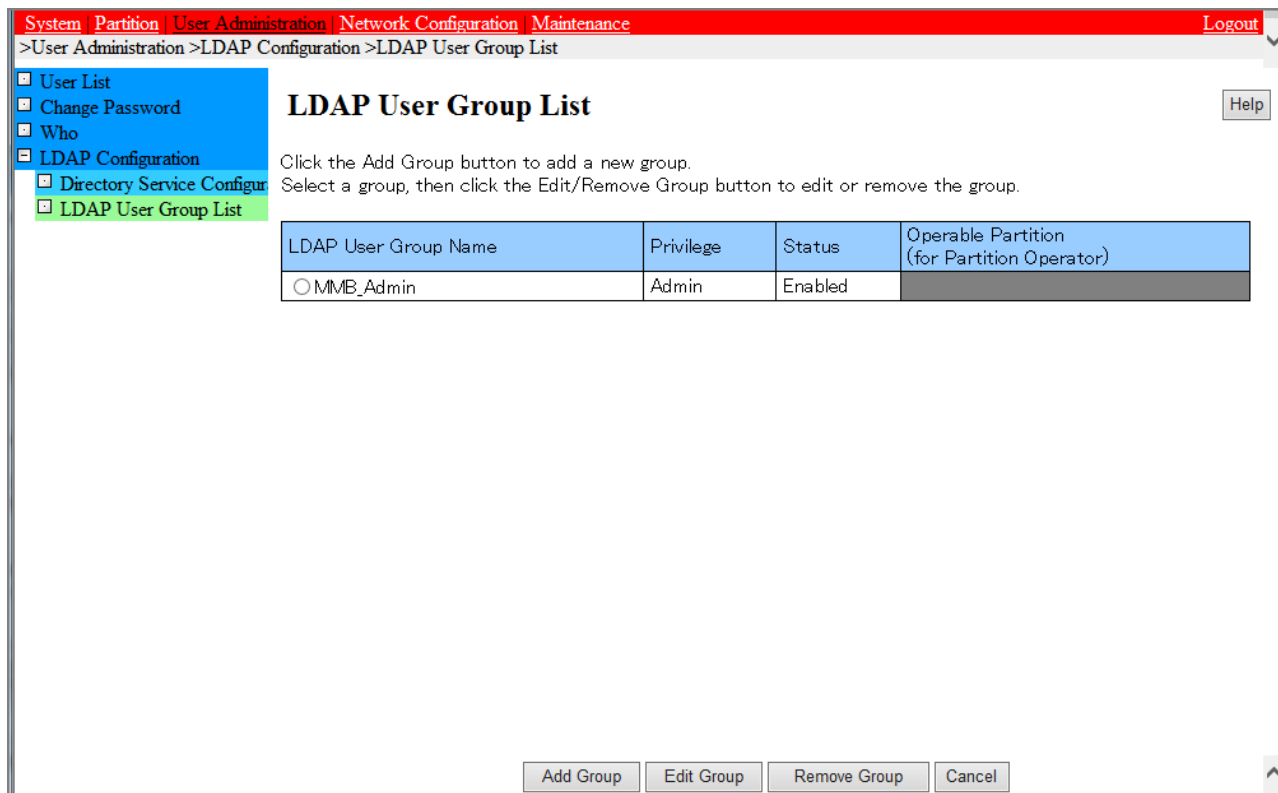 System | Partition | User Administration | Network Configuration | Maintenance Logout
>User Administration >LDAP Configuration >LDAP User Group List
User List
Change Password
Who
LDAP Configuration
Directory Service Configur
LDAP User Group List
LDAP User Group List
Help
Click the Add Group button to add a new group.
Select a group, then click the Edit/Remove Group button to edit or remove the group.
LDAP User Group Name Privilege Status Operable Partition
(for Partition Operator)
MMB_Admin Admin Enabled
Add Group Edit Group Remove Group Cancel